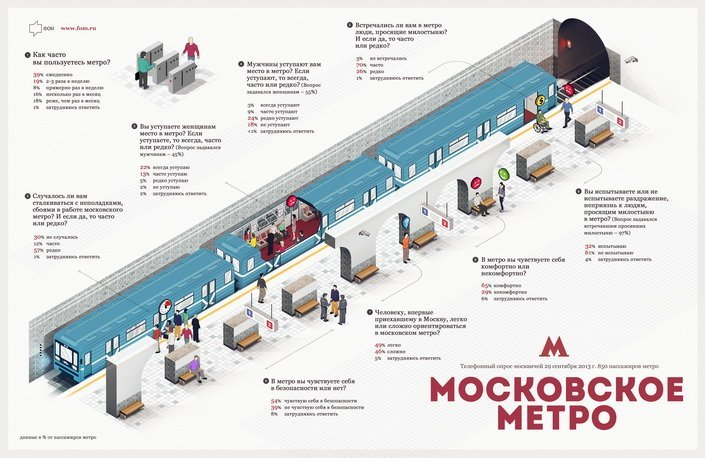 ФОМ
www.fom.ru
Как часто
вы пользуетесь метро?
39% ежедневно
19% 2-3 раза в неделю
8% примерно раз в неделю
16% несколько раз в месяц
18% реже, чем раз в месяц
1% затрудняюсь ответить
Случалось ли вам
сталкиваться с неполадками,
сбоями в работе московского
метро? И если да, то часто
или редко?
30% не случалось
12% часто
57% редко
1% затрудняюсь ответить
Вы уступаете женщинам
место в метро? Если
уступаете, то всегда, часто
или редко? (Вопрос задавался
мужчинам – 45%)
22% всегда уступаю
13% часто уступаю
5% редко уступаю
2% не уступаю
2% затрудняюсь ответить
Мужчины уступают вам
место в метро? Если
уступают, то всегда,
часто или редко? (Вопрос
задавался женщинам – 55%)
3% всегда уступают
9% часто уступают
24% редко уступают
18% не уступают
<1% затрудняюсь ответить
Встречались ли вам в метро
люди, просящие милостыню?
И если да, то часто
или редко?
3% не встречались
70% часто
26% редко
1% затрудняюсь ответить
Вы испытываете или не
испытываете раздражение,
неприязнь к людям,
просящим милостыню
в метро? (Вопрос задавался
встречавшим просивших
милостыню – 97%)
32% испытываю
61% не испытываю
4% затрудняюсь ответить
В метро вы чувствуете себя
комфортно или
некомфортно?
65% комфортно
29% некомфортно
6% затрудняюсь ответить
Человеку, впервые
приехавшему в Москву, легко
или сложно ориентироваться
в московском метро?
49% легко
46% сложно
5% затрудняюсь ответить
В метро вы чувствуете себя
в безопасности или нет?
54% чувствую себя в безопасности
39% не чувствую себя в безопасности
8% затрудняюсь ответить
М
Телефонный опрос москвичей 29 сентября 2013 г. 850 пассажиров метро
МОСКОВСКОЕ
МЕТРО
данные в % от пассажиров метро